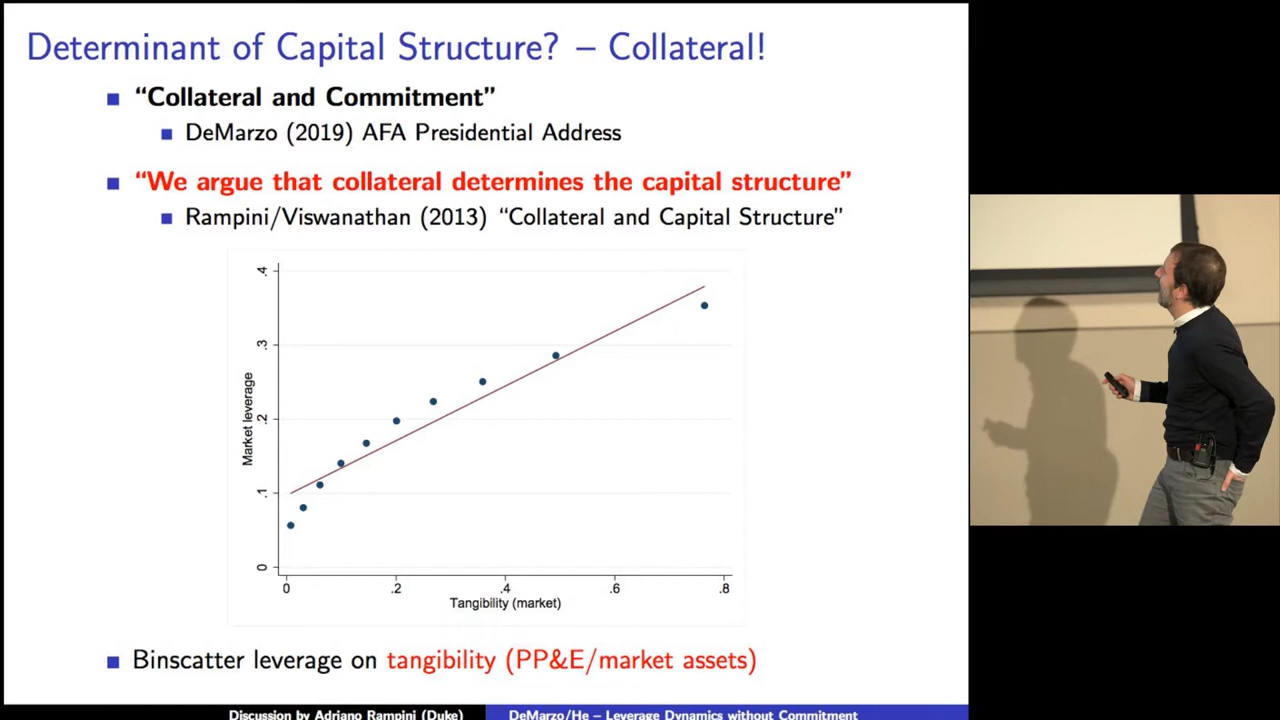 Determinant of Capital Structure? – Collateral!
“Collateral and Commitment”
DeMarzo (2019) AFA Presidential Address
“We argue that collateral determines the capital structure”
Rampini/Viswanathan (2013) “Collateral and Capital Structure”
.4
.3
.2
.1
0
Market leverage
0 .2 .4 .6 .8
Tangibility (market)
Binscatter leverage on tangibility (PP&E/market assets)
Discussion by Adriano Rampini (Duke) DeMarzo/He – Leverage Dynamics without Commitment